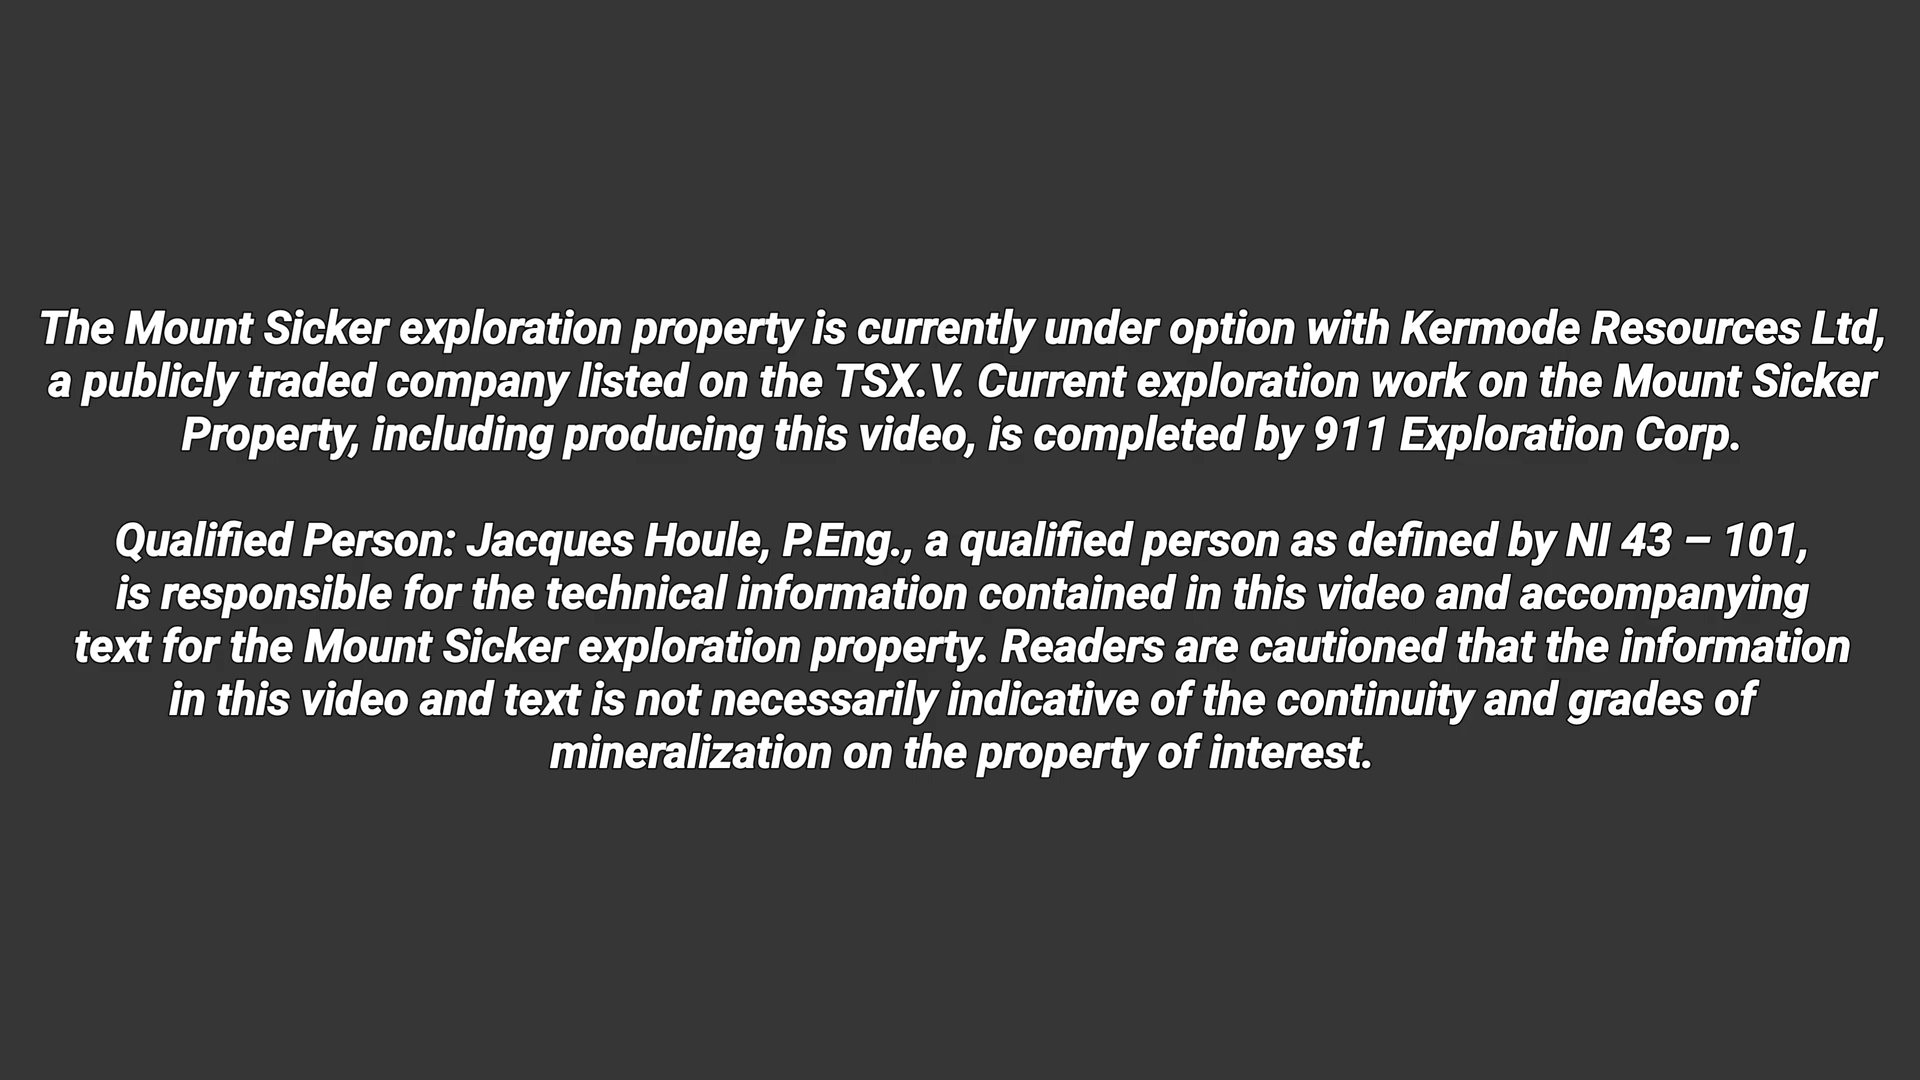 The Mount Sicker exploration property is currently under option with Kermode Resources Ltd,
a publicly traded company listed on the TSX.V. Current exploration work on the Mount Sicker
Property, including producing this video, is completed by 911 Exploration Corp.
Qualified Person: Jacques Houle, P.Eng., a qualified person as defined by NI 43 – 101,
is responsible for the technical information contained in this video and accompanying
text for the Mount Sicker exploration property. Readers are cautioned that the information
in this video and text is not necessarily indicative of the continuity and grades of
mineralization on the property of interest.